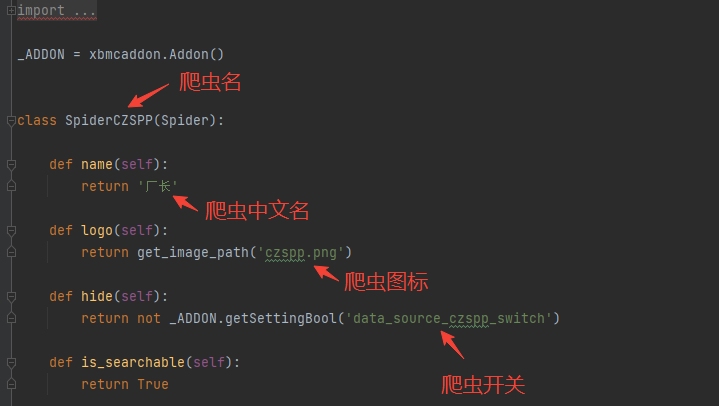 import ...
_ADDON = xbmcaddon.Addon()
爬虫名
class SpiderCZSPP(Spider):
def name(self):
return '厂长'
爬虫中文名
def logo(self):
return get_image_path('czspp.png')
爬虫图标
def hide(self):
return not _ADDON.getSettingBool('data_source_czspp_switch')
def is_searchable(self):
爬虫开关
return True